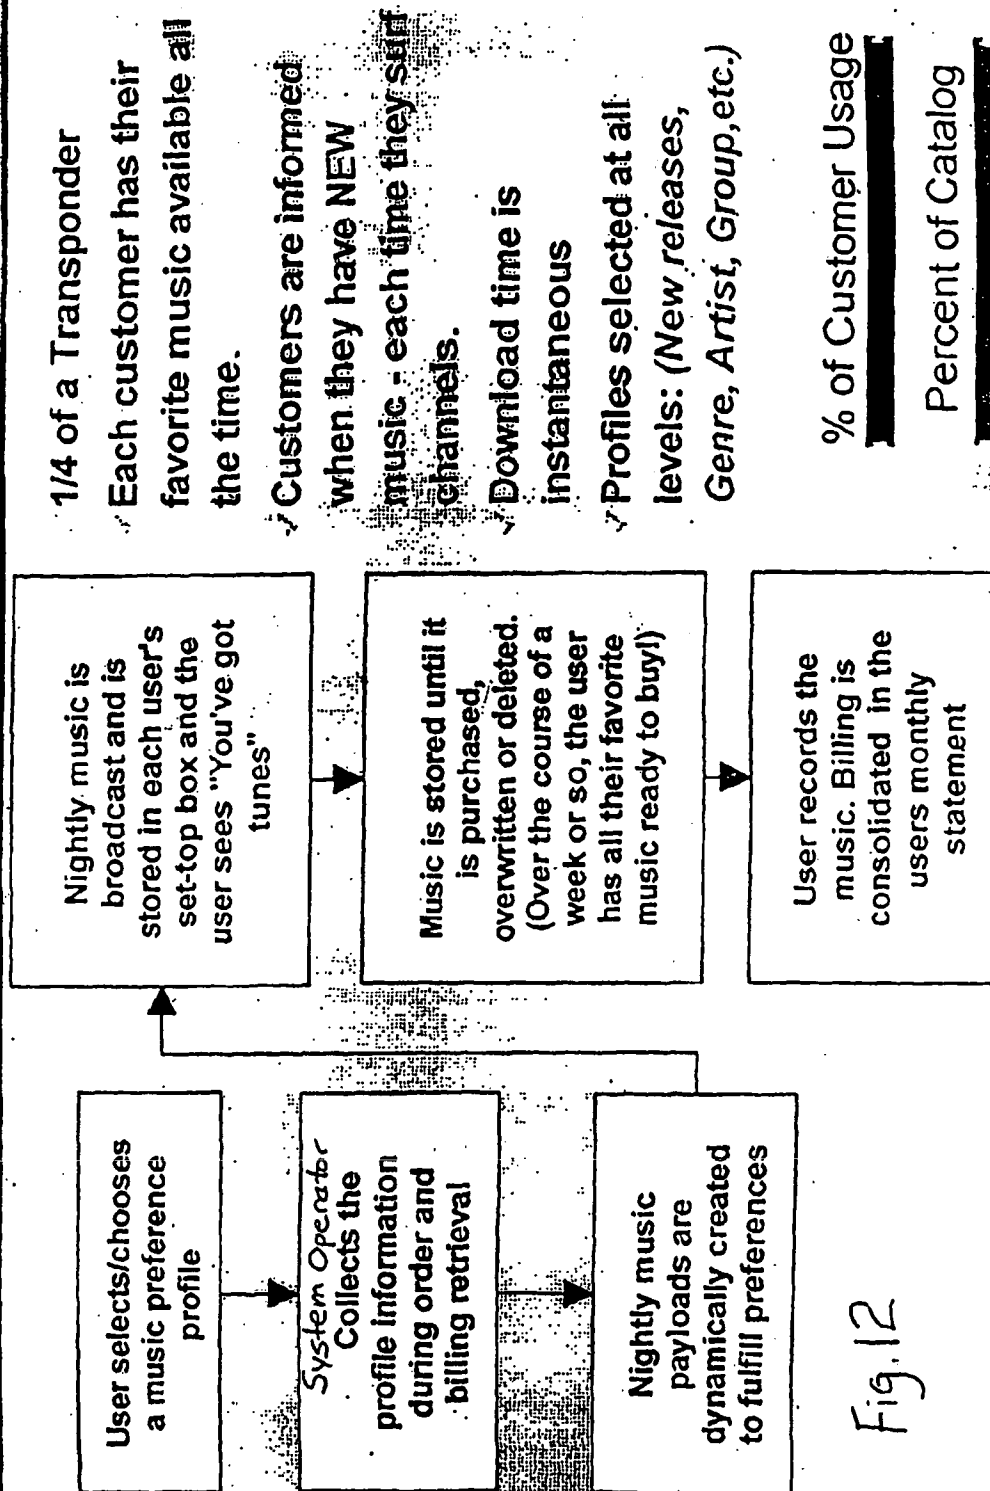 User selects/chooses
a music preference
profile
System Operator
Collects the
profile information
during order and
billing retrieval
Nightly music
payloads are
dynamically created
to fulfill preferences
Nightly music is
broadcast and is
stored in each user's
set-top box and the
user sees "You've got
tunes"
Music is stored until it
is purchased,
overwritten or deleted.
(Over the course of a
week or so, the user
has all their favorite
music ready to buy!)
User records the
music. Billing is
consolidated in the
users monthly
statement
1/4 of a Transponder
✓ Each customer has their
favorite music available all
the time.
✓ Customers are informed
when they have NEW
music - each time they surf
channels.
✓ Download time is
instantaneous
✓ Profiles selected at all
levels: (New releases,
Genre, Artist, Group,etc.)
% of Customer Usage
Percent of Catalog
Fig.12